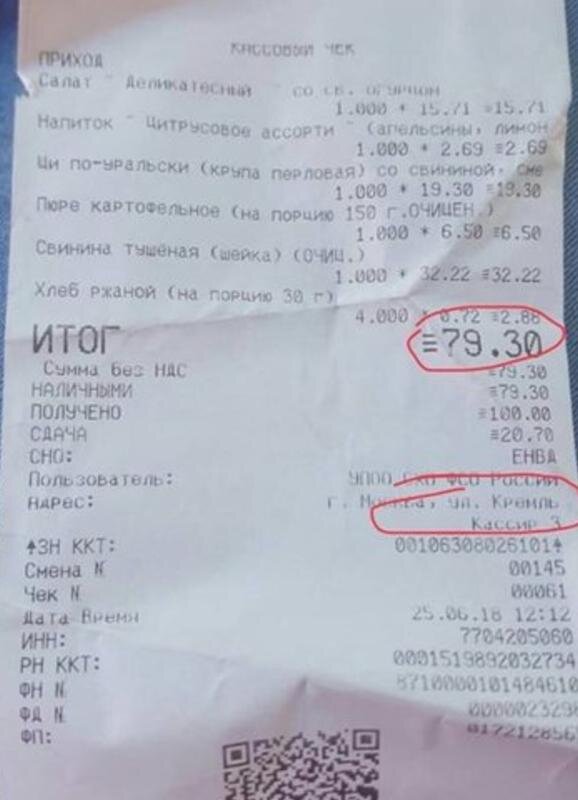 КАССОВЫЙ ЧЕК
ПРИХОД
Салат " Деликатесный " со св. огурцом
1.000 * 15.71 ≡15.71
Напиток " Цитрусовое ассорти " (апельсины, лимон
1.000 * 2.69 ≡2.69
Щи по-уральски (крупа перловая) со свининой, сме
1.000 * 19.30 ≡19.30
Пюре картофельное (на порцию 150 г.ОЧИЩЕН.)
1.000 * 6.50 ≡6.50
Свинина тушеная (шейка) (ОЧИЩ.)
1.000 * 32.22 ≡32.22
Хлеб ржаной (на порцию 30 г)
4.000 * 0.72 ≡2.88
ИТОГ ≡79.30
Сумма без НДС ≡79.30
НАЛИЧНЫМИ ≡79.30
ПОЛУЧЕНО ≡100.00
СДАЧА ≡20.70
СНО: ЕНВД
Пользователь: УПОО СХО ФСО России
Адрес: г. Москва, ул. Кремль
Кассир 3
ЗН ККТ: 00106308026101
Смена N 00145
Чек N 00061
Дата Время 25.06.18 12:12
ИНН: 7704205060
РН ККТ: 0001519892032734
ФН N 8710000101484610
ФД N 000002329
ФП: